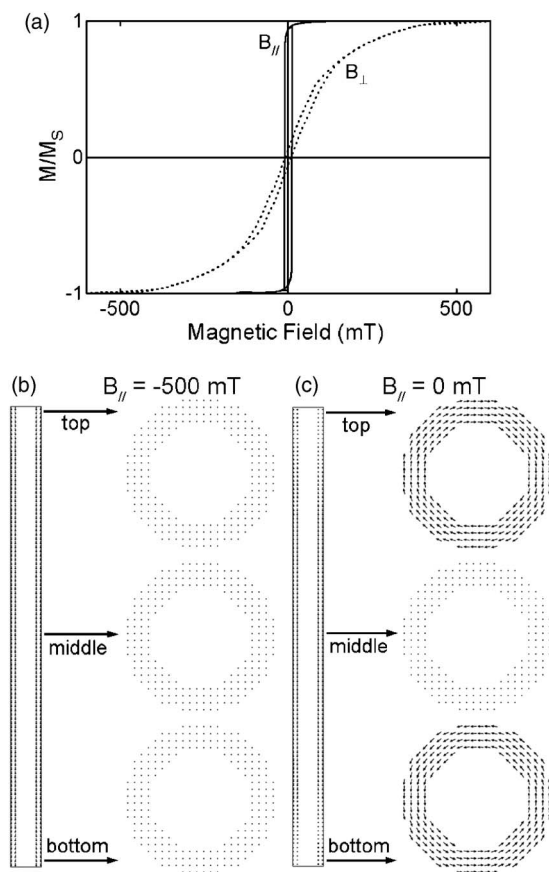 (a)
1
B//
B⊥
M/MS
0
-1
-500 0 500
Magnetic Field (mT)
(b) B// = -500 mT
top
middle
bottom
(c) B// = 0 mT
top
middle
bottom